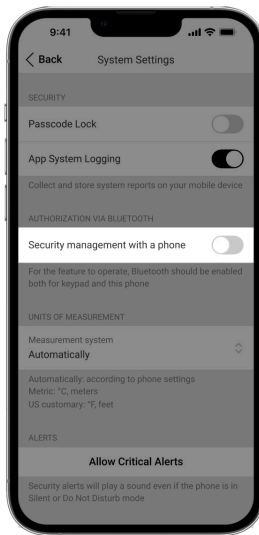 9:41
Back System Settings
SECURITY
Passcode Lock
App System Logging
Collect and store system reports on your mobile device
AUTHORIZATION VIA BLUETOOTH
Security management with a phone
For the feature to operate, Bluetooth should be enabled
both for keypad and this phone
UNITS OF MEASUREMENT
Measurement system
Automatically
Automatically: according to phone settings
Metric: °C, meters
US customary: °F, feet
ALERTS
Allow Critical Alerts
Security alerts will play a sound even if the phone is in
Silent or Do Not Disturb mode